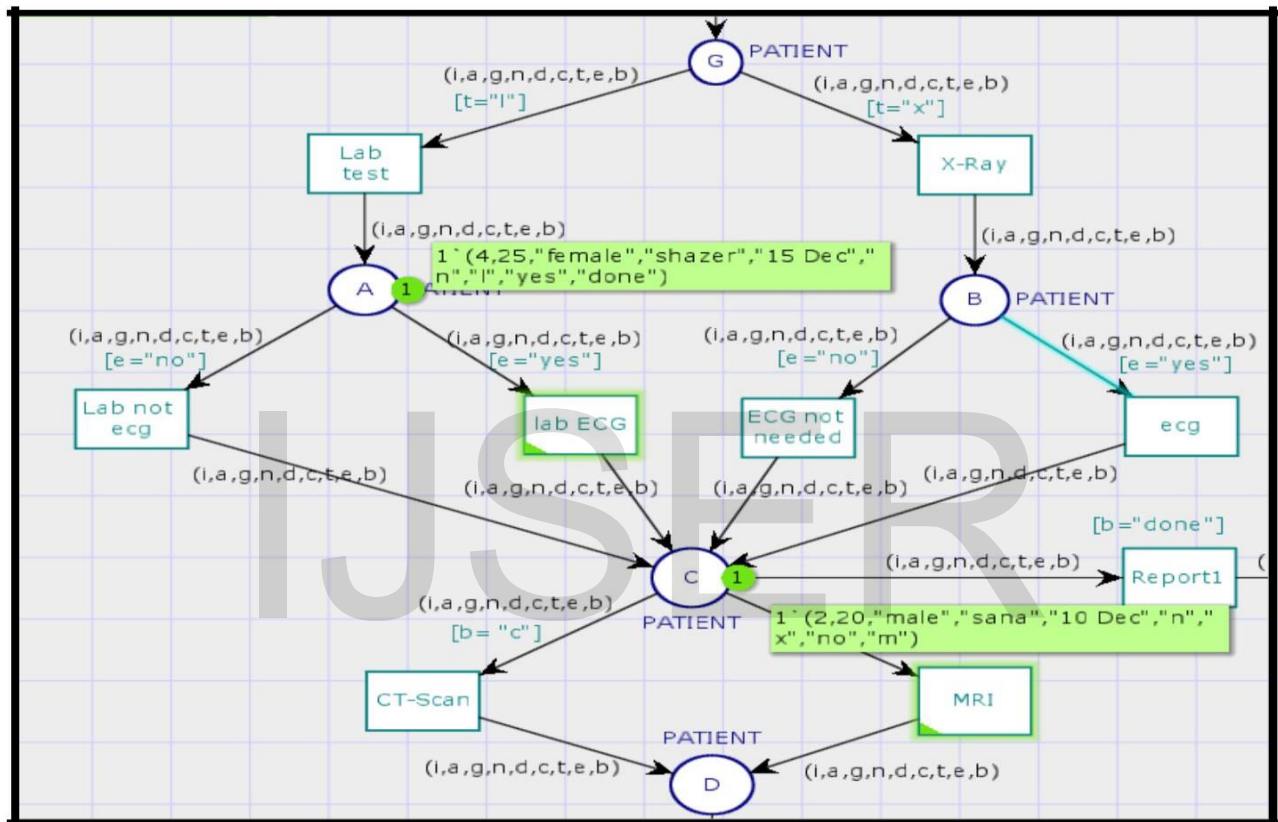 G
PATIENT
(i,a,g,n,d,c,t,e,b)
[t="l"]
(i,a,g,n,d,c,t,e,b)
[t="x"]
Lab
test
X-Ray
(i,a,g,n,d,c,t,e,b)
(i,a,g,n,d,c,t,e,b)
1`(4,25,"female","shazer","15 Dec","
n","l","yes","done")
A
1
B
PATIENT
(i,a,g,n,d,c,t,e,b)
[e="no"]
(i,a,g,n,d,c,t,e,b)
[e="yes"]
(i,a,g,n,d,c,t,e,b)
[e="no"]
(i,a,g,n,d,c,t,e,b)
[e="yes"]
Lab not
ecg
lab ECG
ECG not
needed
ecg
IJSER
(i,a,g,n,d,c,t,e,b)
(i,a,g,n,d,c,t,e,b)
(i,a,g,n,d,c,t,e,b)
(i,a,g,n,d,c,t,e,b)
[b="done"]
C
1
(i,a,g,n,d,c,t,e,b)
Report1
(
(i,a,g,n,d,c,t,e,b)
[b= "c"]
PATIENT
1`(2,20,"male","sana","10 Dec","n","
x","no","m")
CT-Scan
MRI
PATIENT
(i,a,g,n,d,c,t,e,b)
(i,a,g,n,d,c,t,e,b)
D